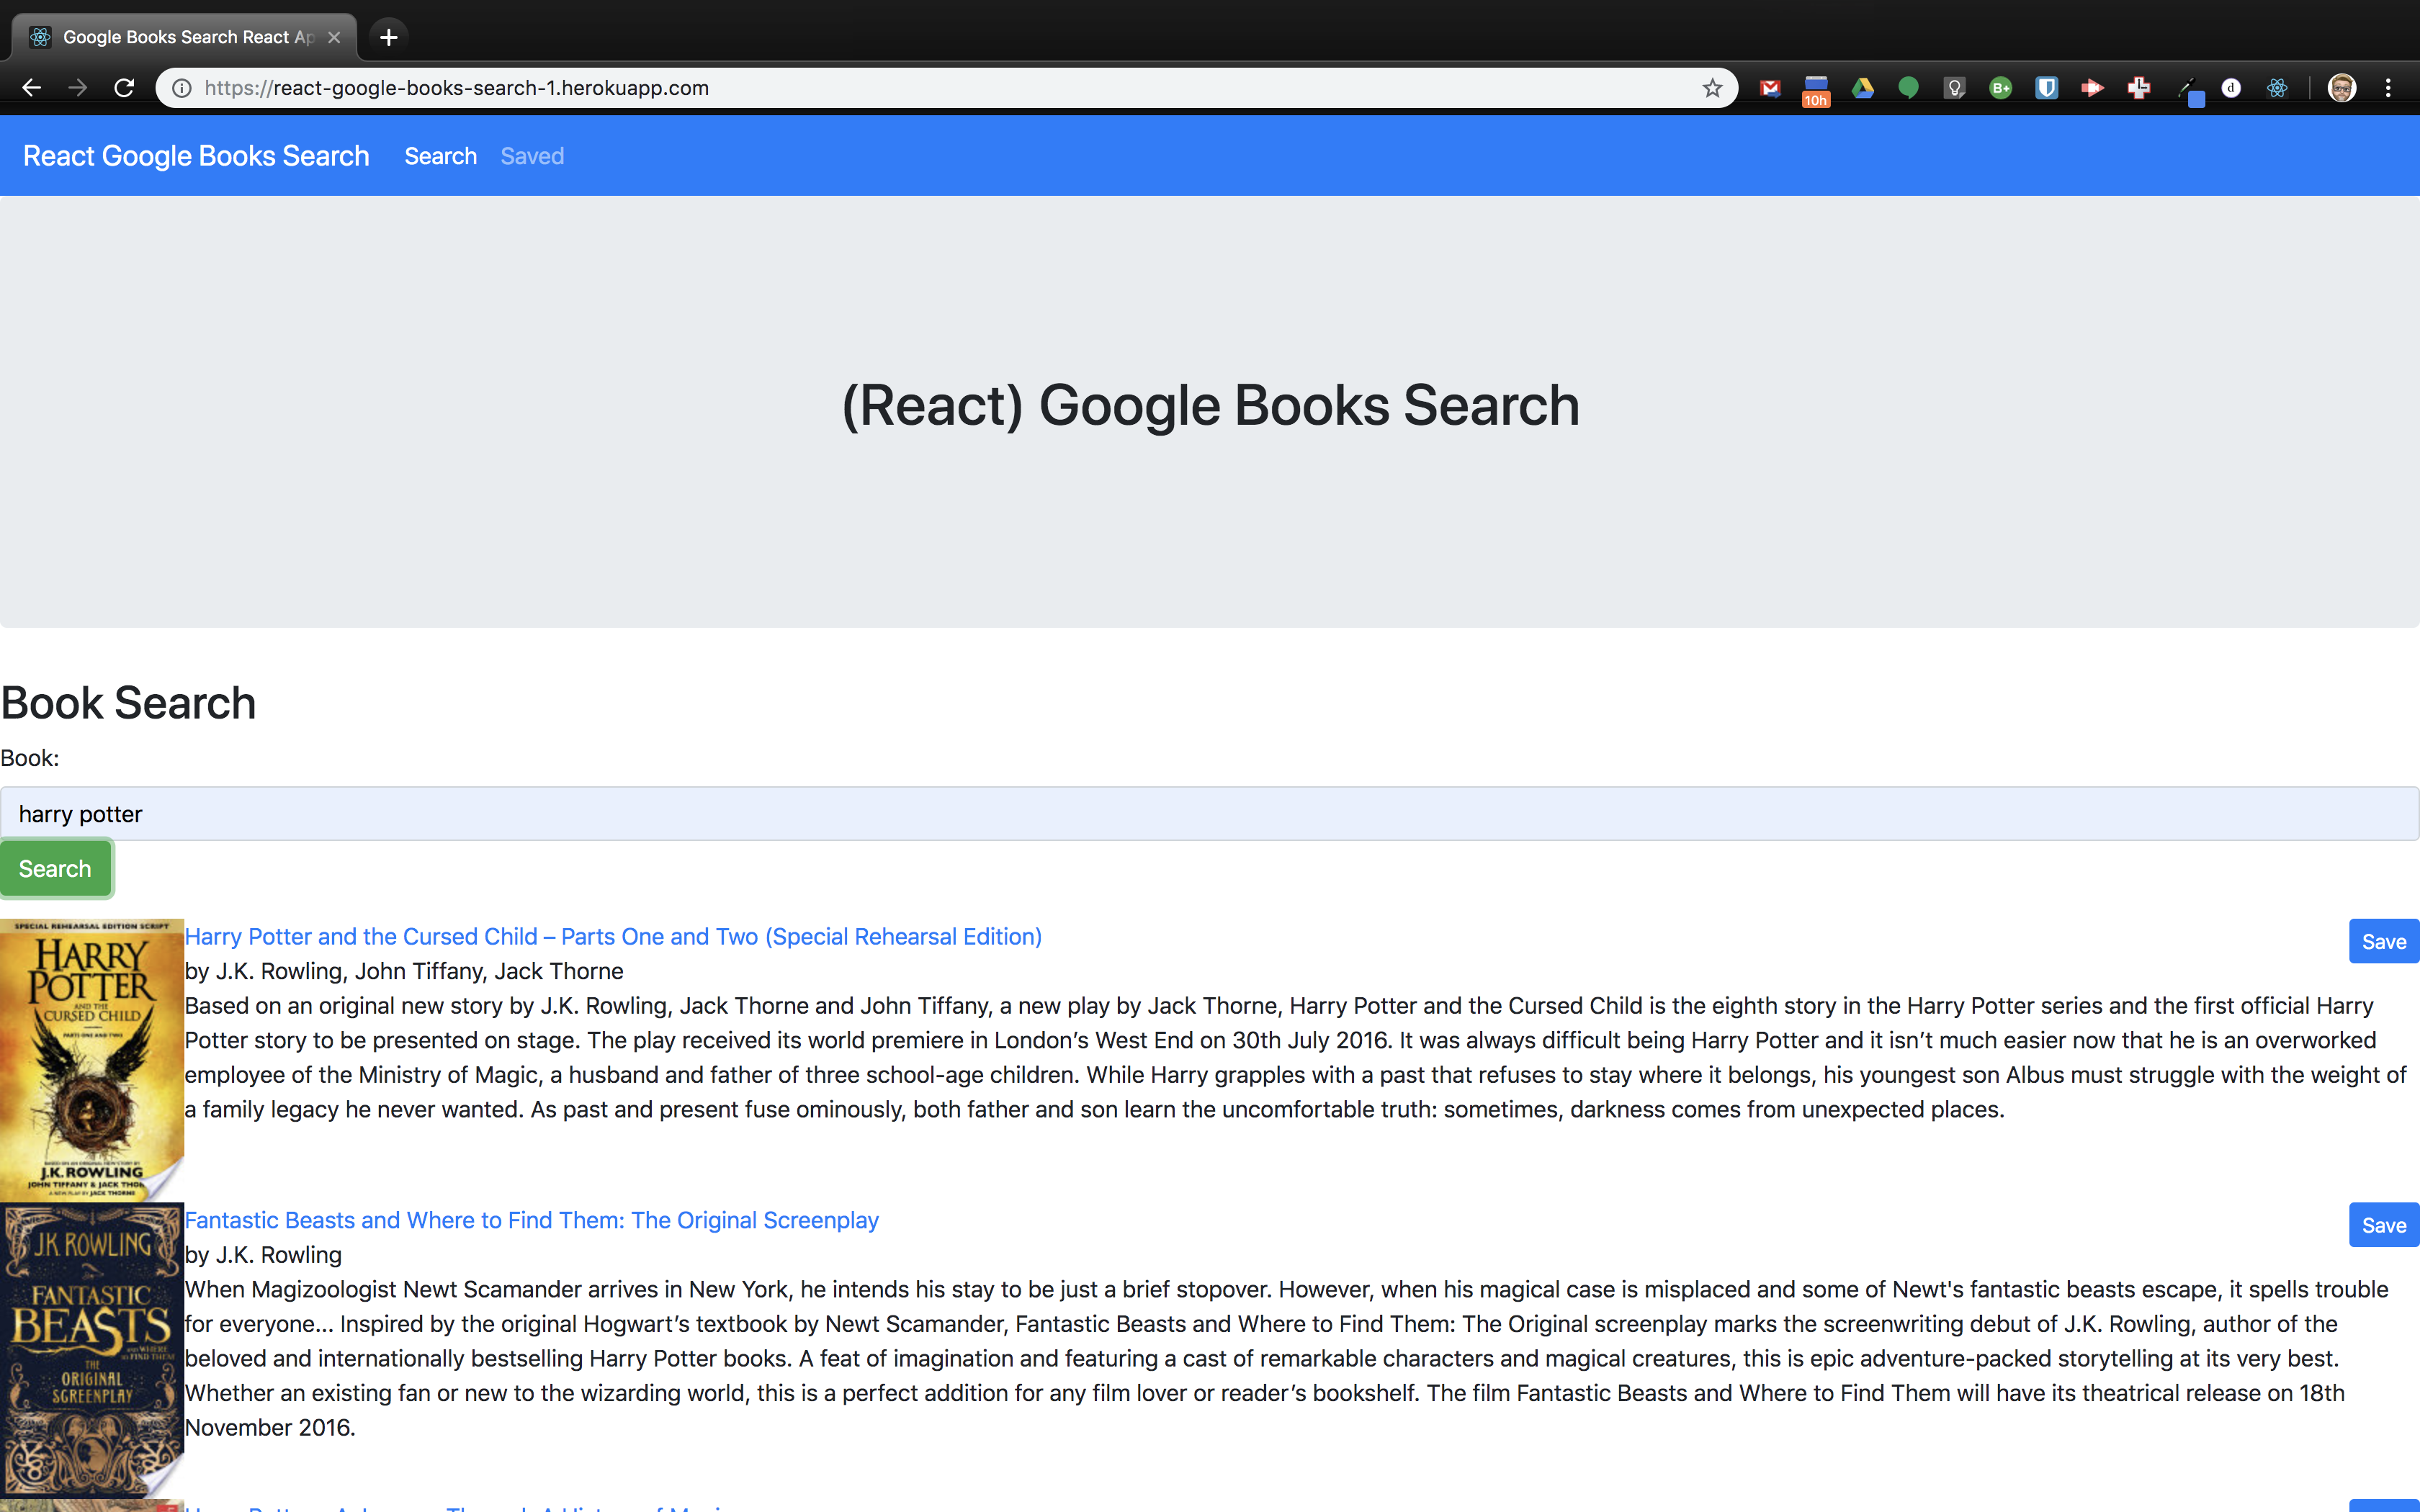 Google Books Search React Ap
https://react-google-books-search-1.herokuapp.com
10h
B+
d
React Google Books Search Search Saved
(React) Google Books Search
Book Search
Book:
harry potter
Search
SPECIAL REHEARSAL EDITION SCRIPT
HARRY
POTTER
AND THE
CURSED CHILD
PARTS ONE AND TWO
BASED ON AN ORIGINAL NEW STORY BY
J.K. ROWLING
JOHN TIFFANY & JACK THOR
A NEW PLAY BY JACK THORNE
Harry Potter and the Cursed Child – Parts One and Two (Special Rehearsal Edition)
Save
by J.K. Rowling, John Tiffany, Jack Thorne
Based on an original new story by J.K. Rowling, Jack Thorne and John Tiffany, a new play by Jack Thorne, Harry Potter and the Cursed Child is the eighth story in the Harry Potter series and the first official Harry
Potter story to be presented on stage. The play received its world premiere in London’s West End on 30th July 2016. It was always difficult being Harry Potter and it isn’t much easier now that he is an overworked
employee of the Ministry of Magic, a husband and father of three school-age children. While Harry grapples with a past that refuses to stay where it belongs, his youngest son Albus must struggle with the weight of
a family legacy he never wanted. As past and present fuse ominously, both father and son learn the uncomfortable truth: sometimes, darkness comes from unexpected places.
JK ROWLING
FANTASTIC
BEASTS
AND WHERE
TO FIND THEM
THE
ORIGINAL
SCREENPLAY
Fantastic Beasts and Where to Find Them: The Original Screenplay
Save
by J.K. Rowling
When Magizoologist Newt Scamander arrives in New York, he intends his stay to be just a brief stopover. However, when his magical case is misplaced and some of Newt's fantastic beasts escape, it spells trouble
for everyone… Inspired by the original Hogwart’s textbook by Newt Scamander, Fantastic Beasts and Where to Find Them: The Original screenplay marks the screenwriting debut of J.K. Rowling, author of the
beloved and internationally bestselling Harry Potter books. A feat of imagination and featuring a cast of remarkable characters and magical creatures, this is epic adventure-packed storytelling at its very best.
Whether an existing fan or new to the wizarding world, this is a perfect addition for any film lover or reader’s bookshelf. The film Fantastic Beasts and Where to Find Them will have its theatrical release on 18th
November 2016.